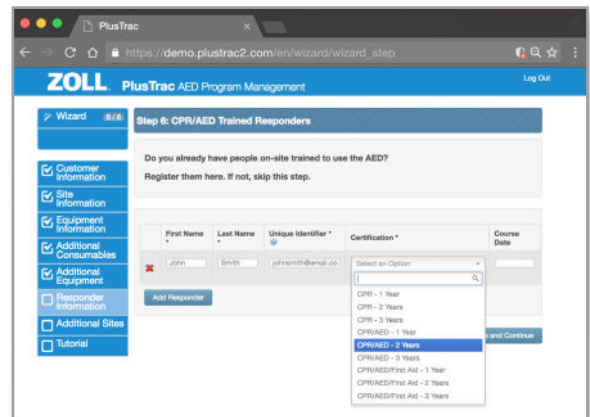 PlusTrac
https://demo.plustrac2.com/en/wizard/wizard_step
ZOLL. PlusTrac AED Program Management
Log Out
Wizard 6/6
Customer
Information
Site
Information
Equipment
Information
Additional
Consumables
Additional
Equipment
Responder
Information
Additional Sites
Tutorial
Step 6: CPR/AED Trained Responders
Do you already have people on-site trained to use the AED?
Register them here. If not, skip this step.
First Name * Last Name * Unique Identifier * Certification * Course Date
John Smith johnsmith@email.co Select an Option
CPR - 1 Year
CPR - 2 Years
CPR - 3 Years
CPR/AED - 1 Year
CPR/AED - 2 Years
CPR/AED - 3 Years
CPR/AED/First Aid - 1 Year
CPR/AED/First Aid - 2 Years
CPR/AED/First Aid - 3 Years
Add Responder
and Continue